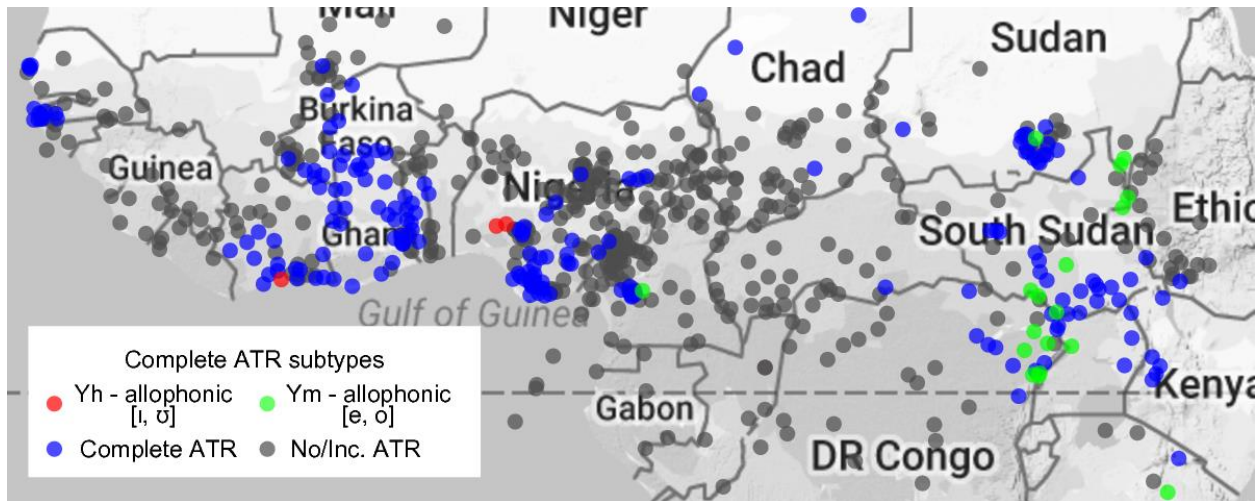 Mali
Niger
Sudan
Chad
Burkina
Faso
Guinea
Nigeria
Ghana
South Sudan
Ethio
Gulf of Guinea
Complete ATR subtypes
Yh - allophonic
[ɪ, ʊ]
Ym - allophonic
[e, o]
Complete ATR
No/Inc. ATR
Gabon
Kenya
DR Congo